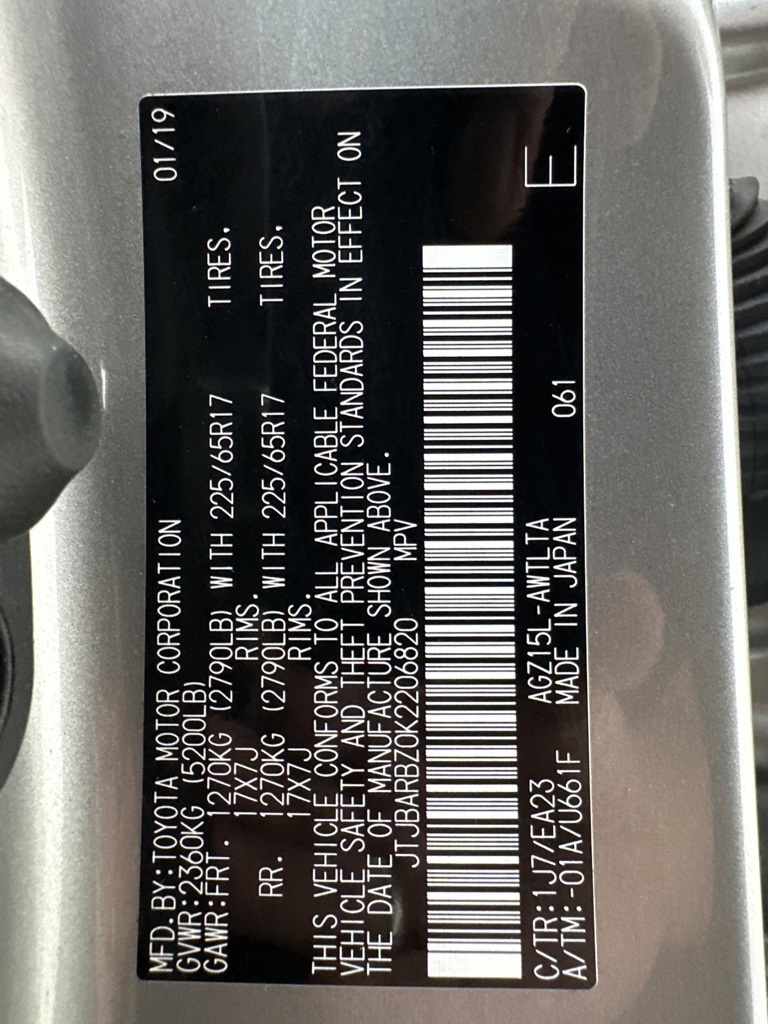 MFD.BY:TOYOTA MOTOR CORPORATION 01/19
GVWR:2360KG (5200LB)
GAWR:FRT. 1270KG (2790LB) WITH 225/65R17 TIRES.
17X7J RIMS.
RR. 1270KG (2790LB) WITH 225/65R17 TIRES.
17X7J RIMS.
THIS VEHICLE CONFORMS TO ALL APPLICABLE FEDERAL MOTOR
VEHICLE SAFETY AND THEFT PREVENTION STANDARDS IN EFFECT ON
THE DATE OF MANUFACTURE SHOWN ABOVE.
JTJBARBZ0K2206820 MPV
C/TR:1J7/EA23 AGZ15L-AWTLTA E
A/TM:-01A/U661F MADE IN JAPAN 061